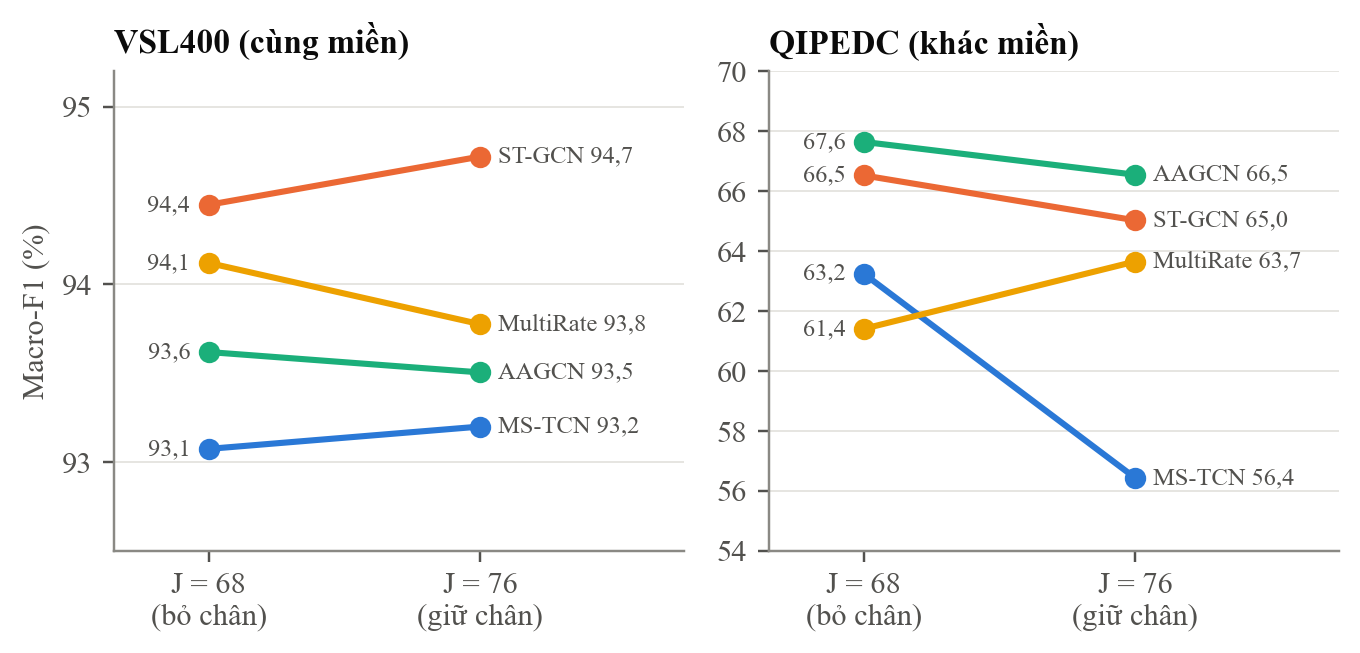 VSL400 (cùng miền)
Macro-F1 (%)
95
94
93
94,4
94,1
93,6
93,1
ST-GCN 94,7
MultiRate 93,8
AAGCN 93,5
MS-TCN 93,2
J = 68
(bỏ chân)
J = 76
(giữ chân)
QIPEDC (khác miền)
70
68
66
64
62
60
58
56
54
67,6
66,5
63,2
61,4
AAGCN 66,5
ST-GCN 65,0
MultiRate 63,7
MS-TCN 56,4
J = 68
(bỏ chân)
J = 76
(giữ chân)